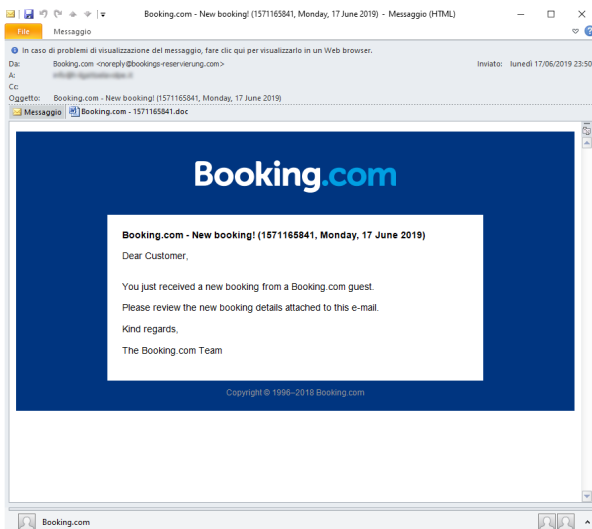 Booking.com - New booking! (1571165841, Monday, 17 June 2019) - Messaggio (HTML)
File Messaggio
In caso di problemi di visualizzazione del messaggio, fare clic qui per visualizzarlo in un Web browser.
Da: Booking.com <noreply@bookings-reservierung.com> Inviato: lunedì 17/06/2019 23:50
A:
Cc:
Oggetto: Booking.com - New booking! (1571165841, Monday, 17 June 2019)
Messaggio Booking.com - 1571165841.doc
Booking.com
Booking.com - New booking! (1571165841, Monday, 17 June 2019)
Dear Customer,
You just received a new booking from a Booking.com guest.
Please review the new booking details attached to this e-mail.
Kind regards,
The Booking.com Team
Copyright © 1996–2018 Booking.com
Booking.com